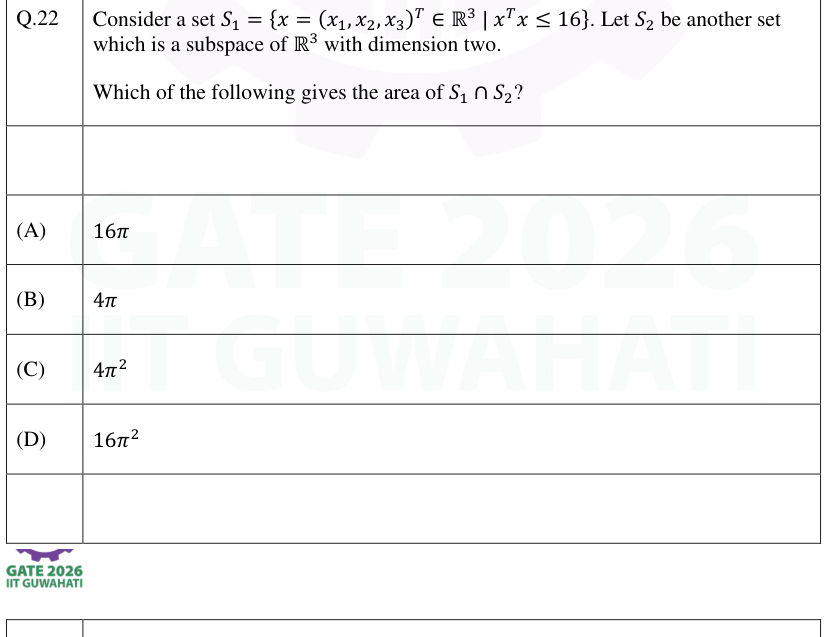 Q.22 Consider a set 𝑆₁ = {𝑥 = (𝑥₁, 𝑥₂, 𝑥₃)ᵀ ∈ ℝ³ | 𝑥ᵀ𝑥 ≤ 16}. Let 𝑆₂ be another set
which is a subspace of ℝ³ with dimension two.
Which of the following gives the area of 𝑆₁ ∩ 𝑆₂?
(A) 16𝜋
(B) 4𝜋
(C) 4𝜋²
(D) 16𝜋²
GATE 2026
IIT GUWAHATI
GATE 2026
IIT GUWAHATI